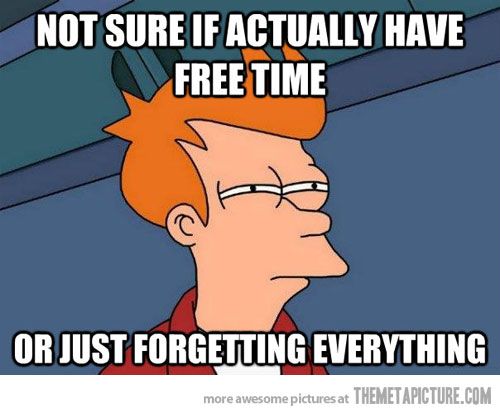 NOT SURE IF ACTUALLY HAVE
FREE TIME
OR JUST FORGETTING EVERYTHING
more awesome pictures at THEMETAPICTURE.COM